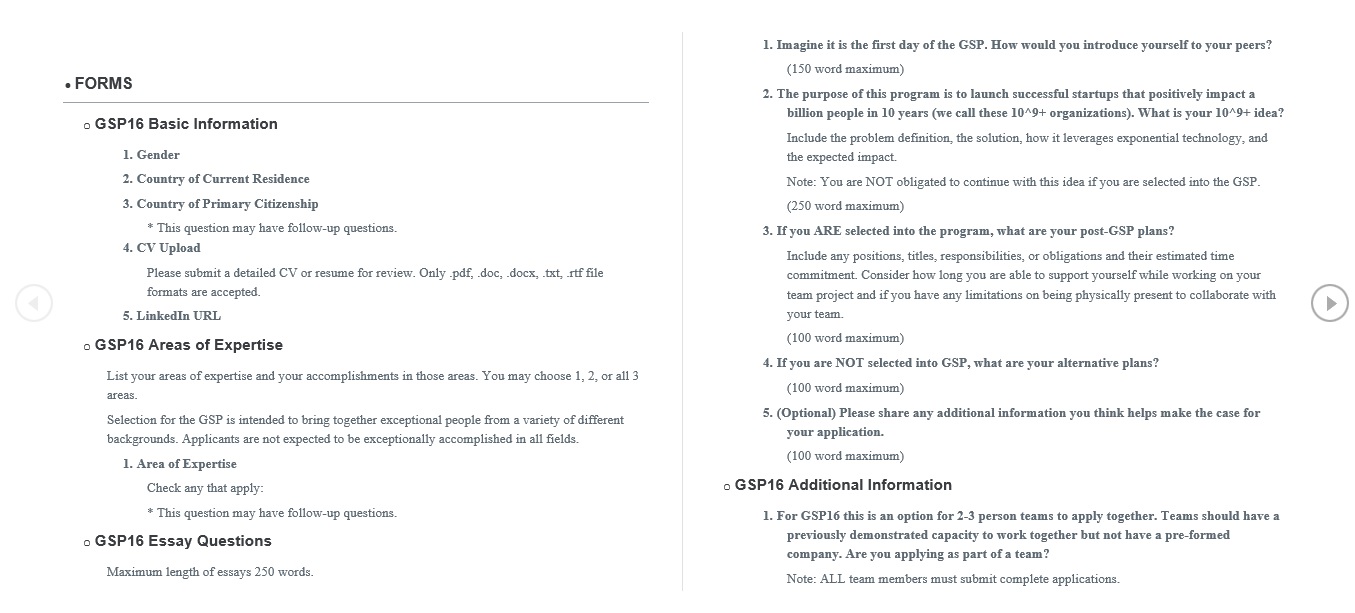 • FORMS
o GSP16 Basic Information
1. Gender
2. Country of Current Residence
3. Country of Primary Citizenship
* This question may have follow-up questions.
4. CV Upload
Please submit a detailed CV or resume for review. Only .pdf, .doc, .docx, .txt, .rtf file
formats are accepted.
5. LinkedIn URL
o GSP16 Areas of Expertise
List your areas of expertise and your accomplishments in those areas. You may choose 1, 2, or all 3
areas.
Selection for the GSP is intended to bring together exceptional people from a variety of different
backgrounds. Applicants are not expected to be exceptionally accomplished in all fields.
1. Area of Expertise
Check any that apply:
* This question may have follow-up questions.
o GSP16 Essay Questions
Maximum length of essays 250 words.
1. Imagine it is the first day of the GSP. How would you introduce yourself to your peers?
(150 word maximum)
2. The purpose of this program is to launch successful startups that positively impact a
billion people in 10 years (we call these 10^9+ organizations). What is your 10^9+ idea?
Include the problem definition, the solution, how it leverages exponential technology, and
the expected impact.
Note: You are NOT obligated to continue with this idea if you are selected into the GSP.
(250 word maximum)
3. If you ARE selected into the program, what are your post-GSP plans?
Include any positions, titles, responsibilities, or obligations and their estimated time
commitment. Consider how long you are able to support yourself while working on your
team project and if you have any limitations on being physically present to collaborate with
your team.
(100 word maximum)
4. If you are NOT selected into GSP, what are your alternative plans?
(100 word maximum)
5. (Optional) Please share any additional information you think helps make the case for
your application.
(100 word maximum)
o GSP16 Additional Information
1. For GSP16 this is an option for 2-3 person teams to apply together. Teams should have a
previously demonstrated capacity to work together but not have a pre-formed
company. Are you applying as part of a team?
Note: ALL team members must submit complete applications.